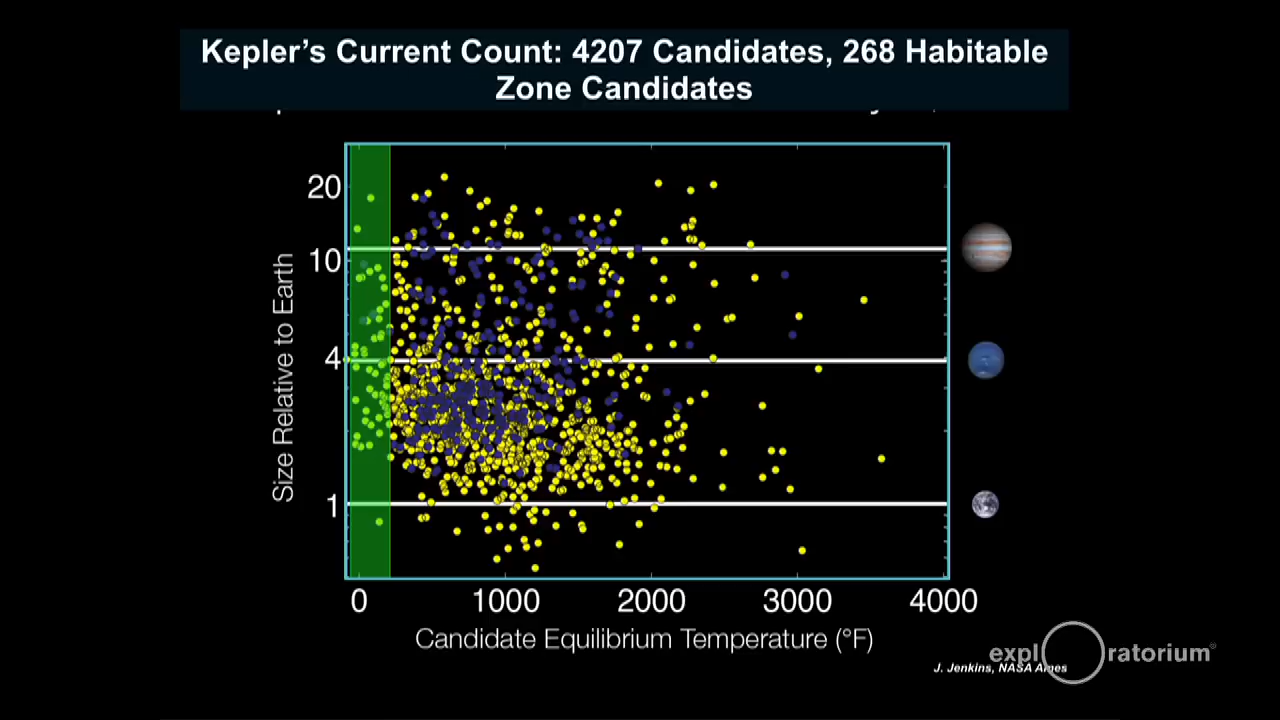 Kepler's Current Count: 4207 Candidates, 268 Habitable
Zone Candidates
20
10
4
1
Size Relative to Earth
0 1000 2000 3000 4000
Candidate Equilibrium Temperature (°F)
expl ratorium®
J. Jenkins, NASA Ames